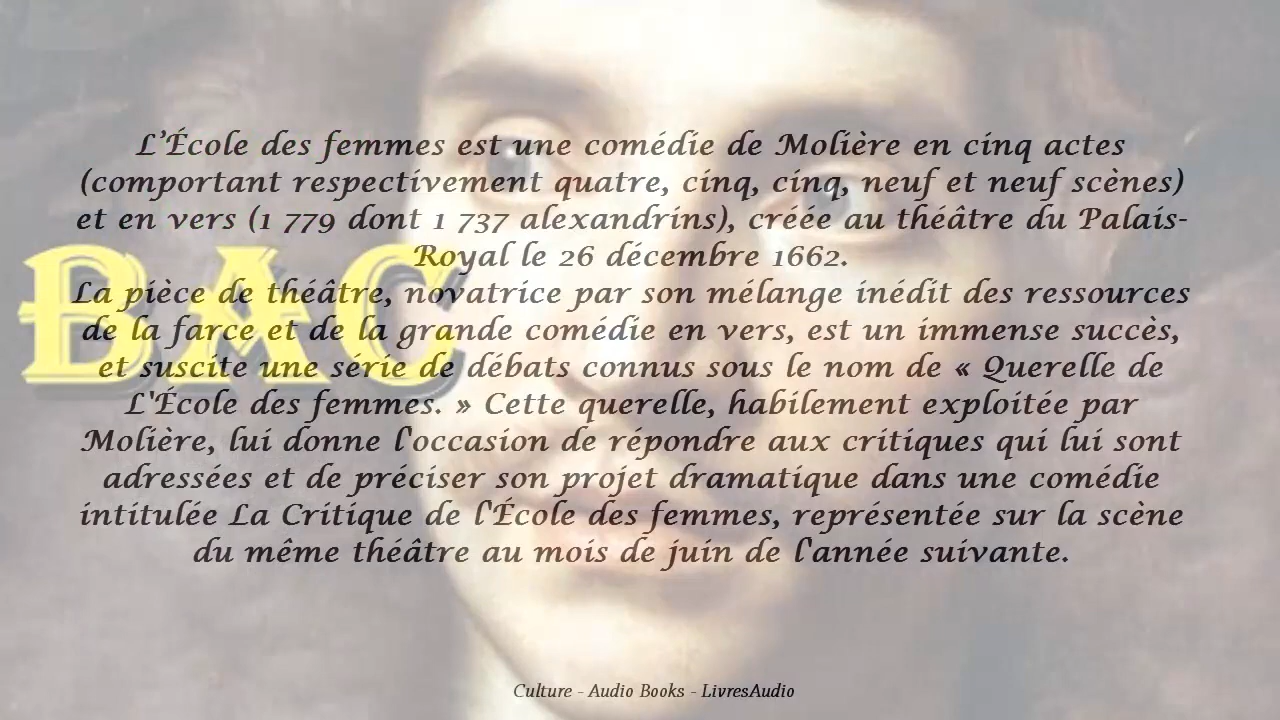 L'École des femmes est une comédie de Molière en cinq actes
(comportant respectivement quatre, cinq, cinq, neuf et neuf scènes)
et en vers (1 779 dont 1 737 alexandrins), créée au théâtre du Palais-
Royal le 26 décembre 1662.
BAC
La pièce de théâtre, novatrice par son mélange inédit des ressources
de la farce et de la grande comédie en vers, est un immense succès,
et suscite une série de débats connus sous le nom de « Querelle de
L'École des femmes. » Cette querelle, habilement exploitée par
Molière, lui donne l'occasion de répondre aux critiques qui lui sont
adressées et de préciser son projet dramatique dans une comédie
intitulée La Critique de l'École des femmes, représentée sur la scène
du même théâtre au mois de juin de l'année suivante.
Culture - Audio Books - LivresAudio